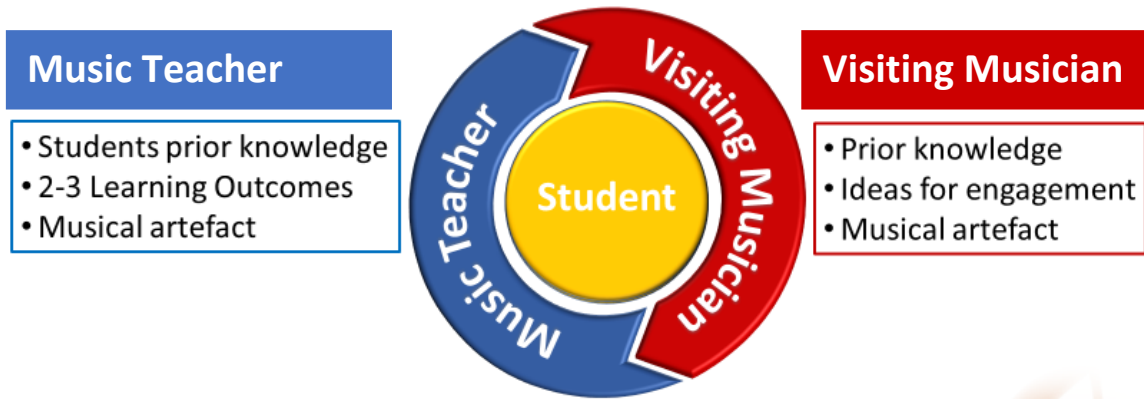 Music Teacher
• Students prior knowledge
• 2-3 Learning Outcomes
• Musical artefact
Music Teacher
Visiting Musician
Student
Visiting Musician
• Prior knowledge
• Ideas for engagement
• Musical artefact